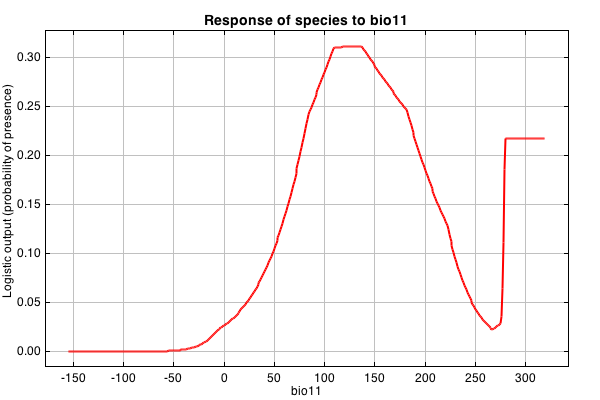 Response of species to bio11
Logistic output (probability of presence)
0.30
0.25
0.20
0.15
0.10
0.05
0.00
-150 -100 -50 0 50 100 150 200 250 300
bio11